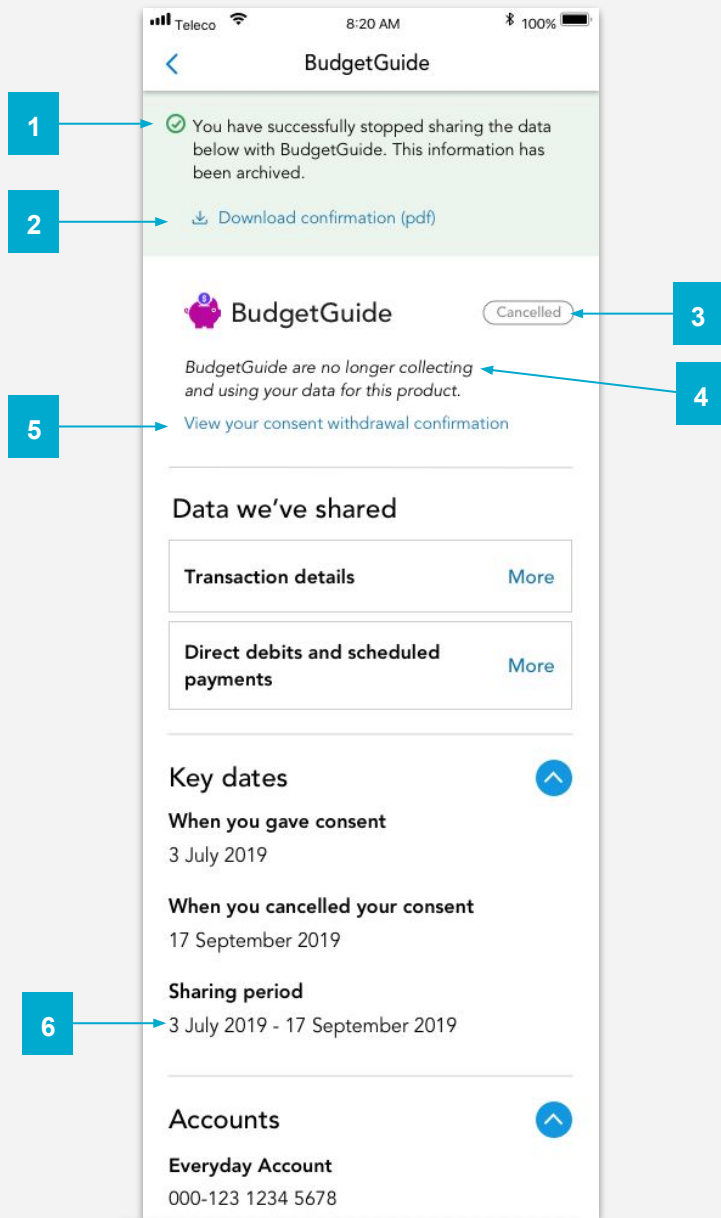 Teleco 8:20 AM 100%
BudgetGuide
1
You have successfully stopped sharing the data
below with BudgetGuide. This information has
been archived.
2
Download confirmation (pdf)
BudgetGuide
Cancelled
3
BudgetGuide are no longer collecting
and using your data for this product.
4
5
View your consent withdrawal confirmation
Data we've shared
Transaction details More
Direct debits and scheduled
payments
More
Key dates
When you gave consent
3 July 2019
When you cancelled your consent
17 September 2019
Sharing period
6
3 July 2019 - 17 September 2019
Accounts
Everyday Account
000-123 1234 5678